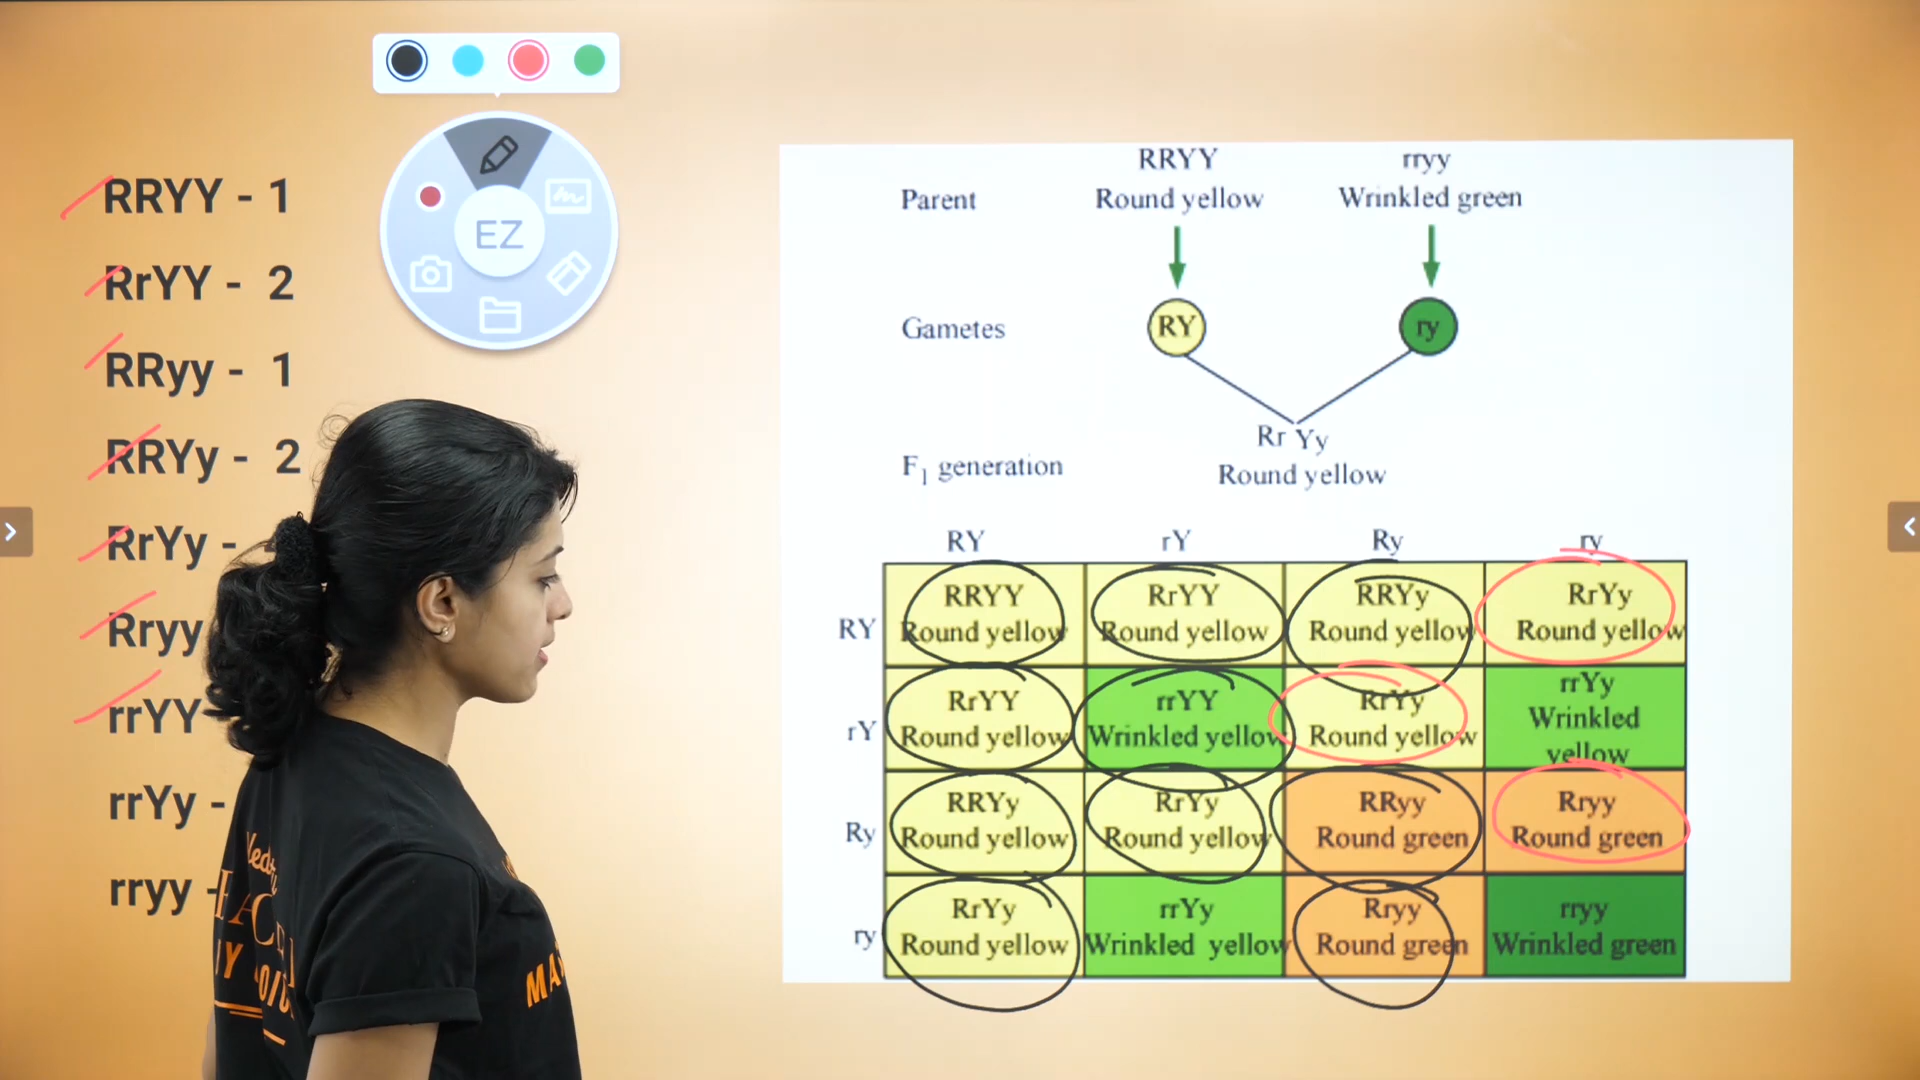 RRYY - 1
RrYY - 2
RRyy - 1
RRYy - 2
RrYy -
Rryy
rrYY
rrYy -
rryy -
EZ
RRYY rryy
Parent Round yellow Wrinkled green
Gametes RY ry
Rr Yy
F1 generation Round yellow
RY rY Ry ry
RY
RRYY RrYY RRYy RrYy
Round yellow Round yellow Round yellow Round yellow
rY
RrYY rrYY RrYy rrYy
Round yellow Wrinkled yellow Round yellow Wrinkled
yellow
Ry
RRYy RrYy RRyy Rryy
Round yellow Round yellow Round green Round green
ry
RrYy rrYy Rryy rryy
Round yellow Wrinkled yellow Round green Wrinkled green